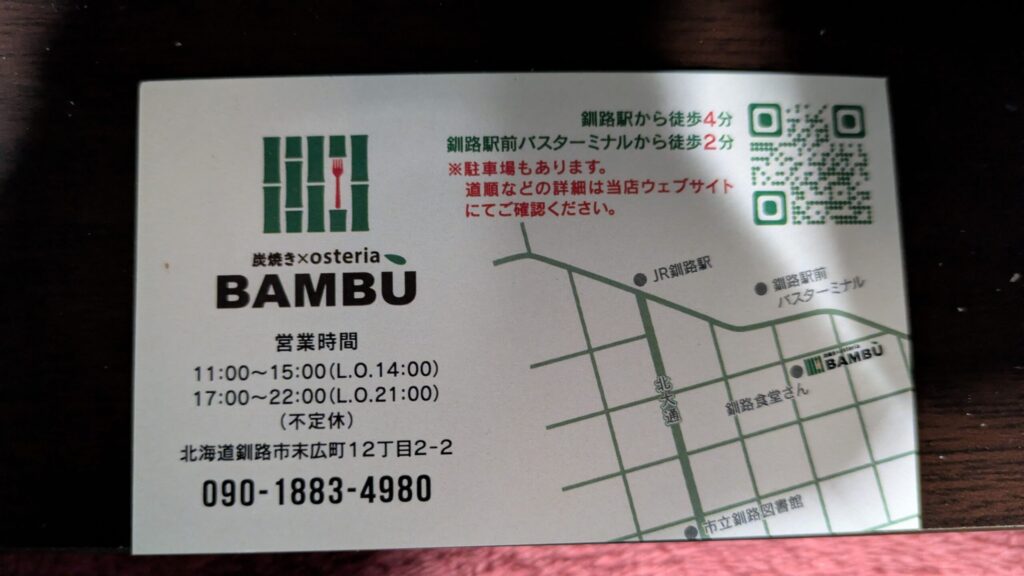 炭焼き×osteria
BAMBÙ
営業時間
11:00～15:00(L.O.14:00)
17:00～22:00(L.O.21:00)
(不定休)
北海道釧路市末広町12丁目2-2
090-1883-4980
釧路駅から徒歩4分
釧路駅前バスターミナルから徒歩2分
※駐車場もあります。
道順などの詳細は当店ウェブサイト
にてご確認ください。
JR釧路駅
釧路駅前
バスターミナル
炭焼き×osteria
BAMBÙ
釧路食堂さん
北大通
市立釧路図書館